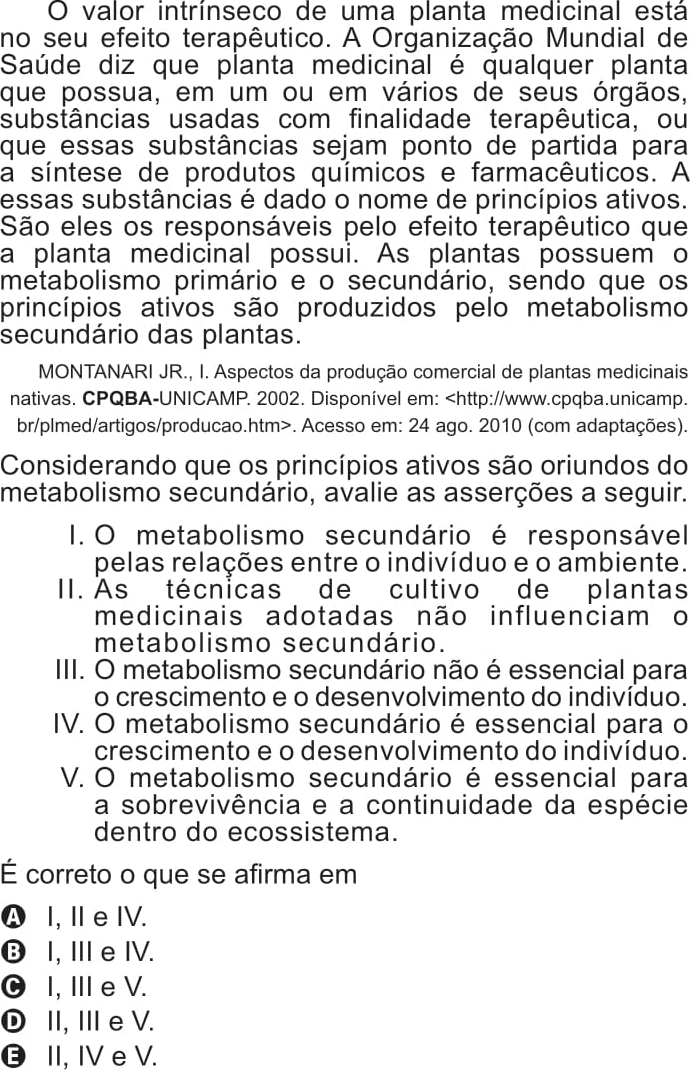 O valor intrínseco de uma planta medicinal está
no seu efeito terapêutico. A Organização Mundial de
Saúde diz que planta medicinal é qualquer planta
que possua, em um ou em vários de seus órgãos,
substâncias usadas com finalidade terapêutica, ou
que essas substâncias sejam ponto de partida para
a síntese de produtos químicos e farmacêuticos. A
essas substâncias é dado o nome de princípios ativos.
São eles os responsáveis pelo efeito terapêutico que
a planta medicinal possui. As plantas possuem o
metabolismo primário e o secundário, sendo que os
princípios ativos são produzidos pelo metabolismo
secundário das plantas.
MONTANARI JR., I. Aspectos da produção comercial de plantas medicinais
nativas. CPQBA-UNICAMP. 2002. Disponível em: <http://www.cpqba.unicamp.
br/plmed/artigos/producao.htm>. Acesso em: 24 ago. 2010 (com adaptações).
Considerando que os princípios ativos são oriundos do
metabolismo secundário, avalie as asserções a seguir.
I. O metabolismo secundário é responsável
pelas relações entre o indivíduo e o ambiente.
II. As técnicas de cultivo de plantas
medicinais adotadas não influenciam o
metabolismo secundário.
III. O metabolismo secundário não é essencial para
o crescimento e o desenvolvimento do indivíduo.
IV. O metabolismo secundário é essencial para o
crescimento e o desenvolvimento do indivíduo.
V. O metabolismo secundário é essencial para
a sobrevivência e a continuidade da espécie
dentro do ecossistema.
É correto o que se afirma em
A I, II e IV.
B I, III e IV.
C I, III e V.
D II, III e V.
E II, IV e V.